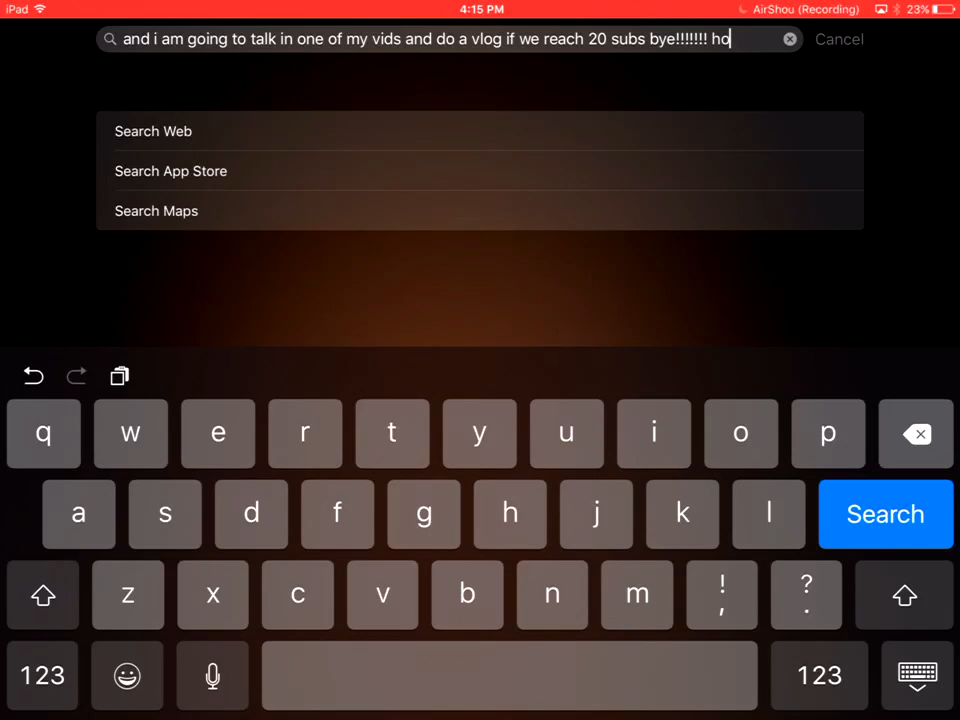 iPad 4:15 PM AirShou (Recording) 23%
and i am going to talk in one of my vids and do a vlog if we reach 20 subs bye!!!!!!! ho Cancel
Search Web
Search App Store
Search Maps
q w e r t y u i o p
a s d f g h j k l Search
z x c v b n m ! , ? .
123 123